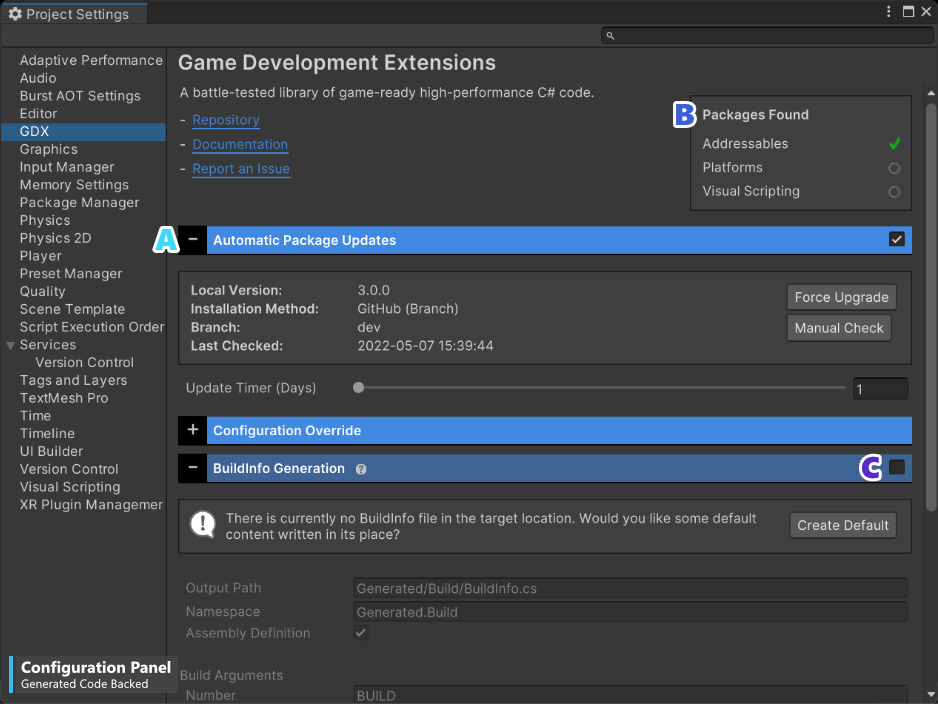 Project Settings
Adaptive Performance
Audio
Burst AOT Settings
Editor
GDX
Graphics
Input Manager
Memory Settings
Package Manager
Physics
Physics 2D
Player
Preset Manager
Quality
Scene Template
Script Execution Order
Services
Version Control
Tags and Layers
TextMesh Pro
Time
Timeline
UI Builder
Version Control
Visual Scripting
XR Plugin Managemer
Configuration Panel
Generated Code Backed
Game Development Extensions
A battle-tested library of game-ready high-performance C# code.
- Repository
- Documentation
- Report an Issue
B
Packages Found
Addressables
Platforms
Visual Scripting
A
− Automatic Package Updates
Local Version: 3.0.0
Installation Method: GitHub (Branch)
Branch: dev
Last Checked: 2022-05-07 15:39:44
Force Upgrade
Manual Check
Update Timer (Days) 1
+ Configuration Override
− BuildInfo Generation ?
C
There is currently no BuildInfo file in the target location. Would you like some default
content written in its place?
Create Default
Output Path Generated/Build/BuildInfo.cs
Namespace Generated.Build
Assembly Definition
Build Arguments
Number BUILD